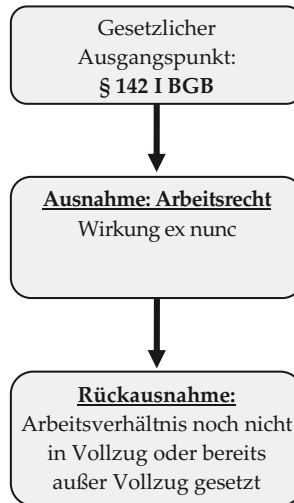 Gesetzlicher
Ausgangspunkt:
§ 142 I BGB
Ausnahme: Arbeitsrecht
Wirkung ex nunc
Rückausnahme:
Arbeitsverhältnis noch nicht
in Vollzug oder bereits
außer Vollzug gesetzt